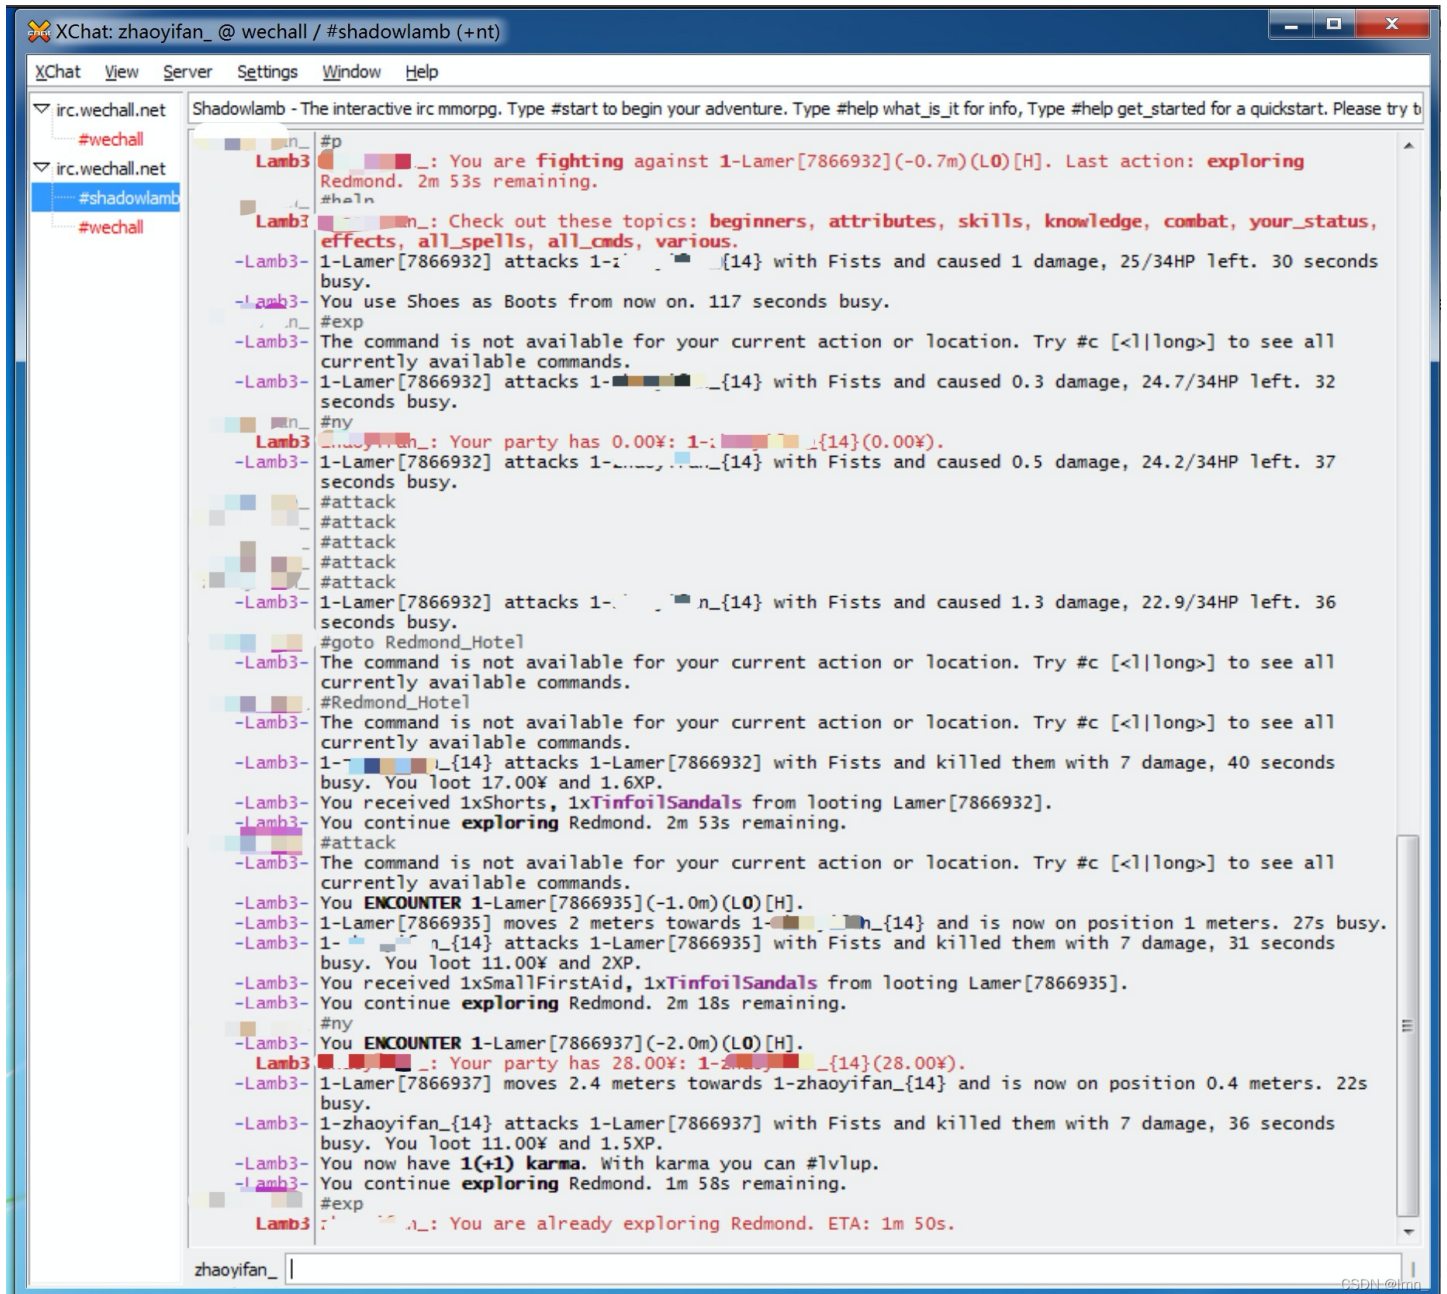 XChat: zhaoyifan_ @ wechall / #shadowlamb (+nt)
XChat View Server Settings Window Help
irc.wechall.net
#wechall
irc.wechall.net
#shadowlamb
#wechall
Shadowlamb - The interactive irc mmorpg. Type #start to begin your adventure. Type #help what_is_it for info, Type #help get_started for a quickstart. Please try t
n_ #p
Lamb3 _: You are fighting against 1-Lamer[7866932](-0.7m)(L0)[H]. Last action: exploring
Redmond. 2m 53s remaining.
_ #help
Lamb3 n_: Check out these topics: beginners, attributes, skills, knowledge, combat, your_status,
effects, all_spells, all_cmds, various.
-Lamb3- 1-Lamer[7866932] attacks 1- {14} with Fists and caused 1 damage, 25/34HP left. 30 seconds
busy.
-Lamb3- You use Shoes as Boots from now on. 117 seconds busy.
n_ #exp
-Lamb3- The command is not available for your current action or location. Try #c [<l|long>] to see all
currently available commands.
-Lamb3- 1-Lamer[7866932] attacks 1- _{14} with Fists and caused 0.3 damage, 24.7/34HP left. 32
seconds busy.
n_ #ny
Lamb3 _: Your party has 0.00¥: 1- _{14}(0.00¥).
-Lamb3- 1-Lamer[7866932] attacks 1- _{14} with Fists and caused 0.5 damage, 24.2/34HP left. 37
seconds busy.
_ #attack
_ #attack
_ #attack
_ #attack
_ #attack
-Lamb3- 1-Lamer[7866932] attacks 1- n_{14} with Fists and caused 1.3 damage, 22.9/34HP left. 36
seconds busy.
#goto Redmond_Hotel
-Lamb3- The command is not available for your current action or location. Try #c [<l|long>] to see all
currently available commands.
#Redmond_Hotel
-Lamb3- The command is not available for your current action or location. Try #c [<l|long>] to see all
currently available commands.
-Lamb3- 1- _{14} attacks 1-Lamer[7866932] with Fists and killed them with 7 damage, 40 seconds
busy. You loot 17.00¥ and 1.6XP.
-Lamb3- You received 1xShorts, 1xTinfoilSandals from looting Lamer[7866932].
-Lamb3- You continue exploring Redmond. 2m 53s remaining.
#attack
-Lamb3- The command is not available for your current action or location. Try #c [<l|long>] to see all
currently available commands.
-Lamb3- You ENCOUNTER 1-Lamer[7866935](-1.0m)(L0)[H].
-Lamb3- 1-Lamer[7866935] moves 2 meters towards 1- n_{14} and is now on position 1 meters. 27s busy.
-Lamb3- 1- n_{14} attacks 1-Lamer[7866935] with Fists and killed them with 7 damage, 31 seconds
busy. You loot 11.00¥ and 2XP.
-Lamb3- You received 1xSmallFirstAid, 1xTinfoilSandals from looting Lamer[7866935].
-Lamb3- You continue exploring Redmond. 2m 18s remaining.
#ny
-Lamb3- You ENCOUNTER 1-Lamer[7866937](-2.0m)(L0)[H].
Lamb3 _: Your party has 28.00¥: 1- _{14}(28.00¥).
-Lamb3- 1-Lamer[7866937] moves 2.4 meters towards 1-zhaoyifan_{14} and is now on position 0.4 meters. 22s
busy.
-Lamb3- 1-zhaoyifan_{14} attacks 1-Lamer[7866937] with Fists and killed them with 7 damage, 36 seconds
busy. You loot 11.00¥ and 1.5XP.
-Lamb3- You now have 1(+1) karma. With karma you can #lvlup.
-Lamb3- You continue exploring Redmond. 1m 58s remaining.
#exp
Lamb3 _: You are already exploring Redmond. ETA: 1m 50s.
zhaoyifan_
CSDN @lmn_